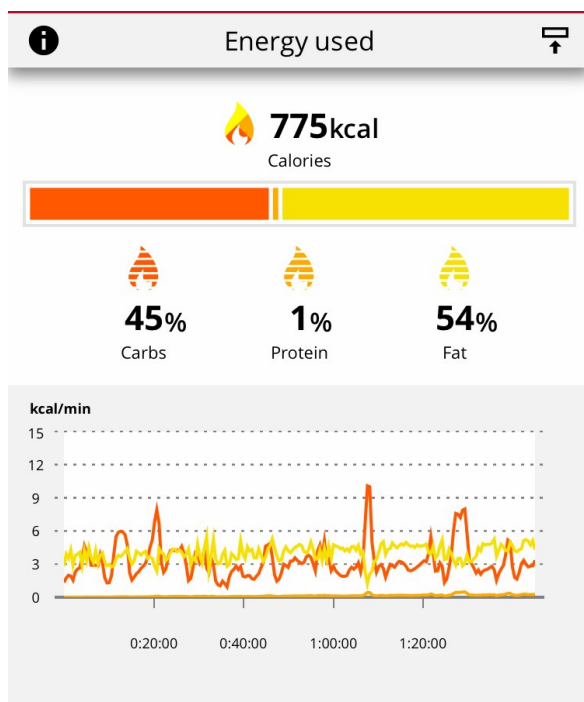 Energy used
775kcal
Calories
45% 1% 54%
Carbs Protein Fat
kcal/min
15
12
9
6
3
0
0:20:00 0:40:00 1:00:00 1:20:00